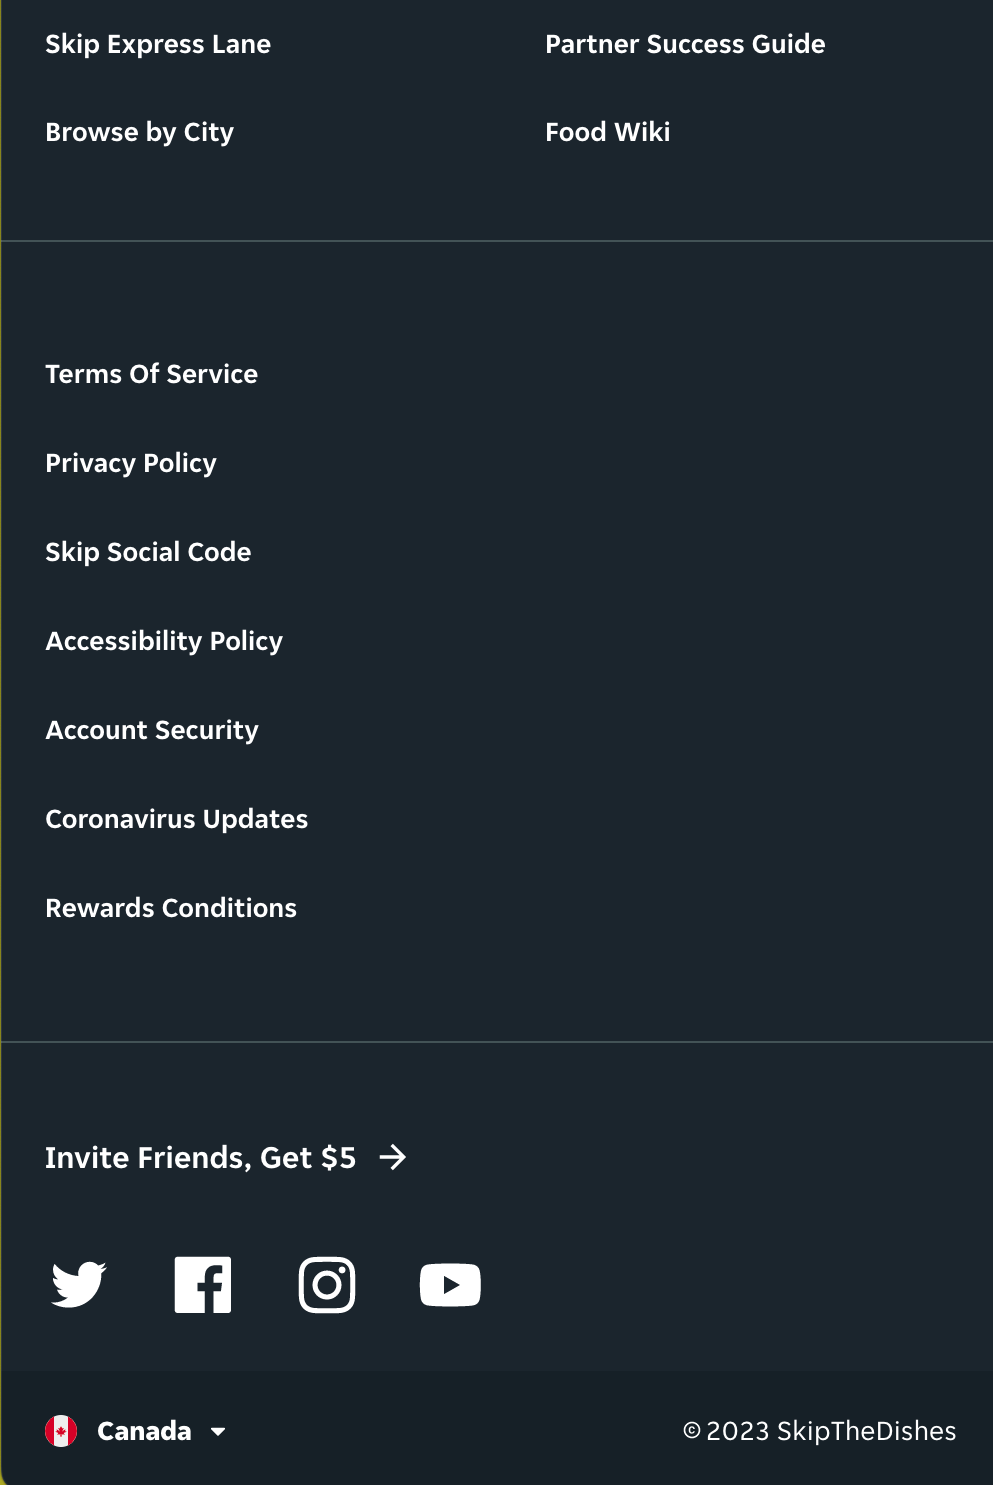 Skip Express Lane
Partner Success Guide
Browse by City
Food Wiki
Terms Of Service
Privacy Policy
Skip Social Code
Accessibility Policy
Account Security
Coronavirus Updates
Rewards Conditions
Invite Friends, Get $5
Canada
© 2023 SkipTheDishes